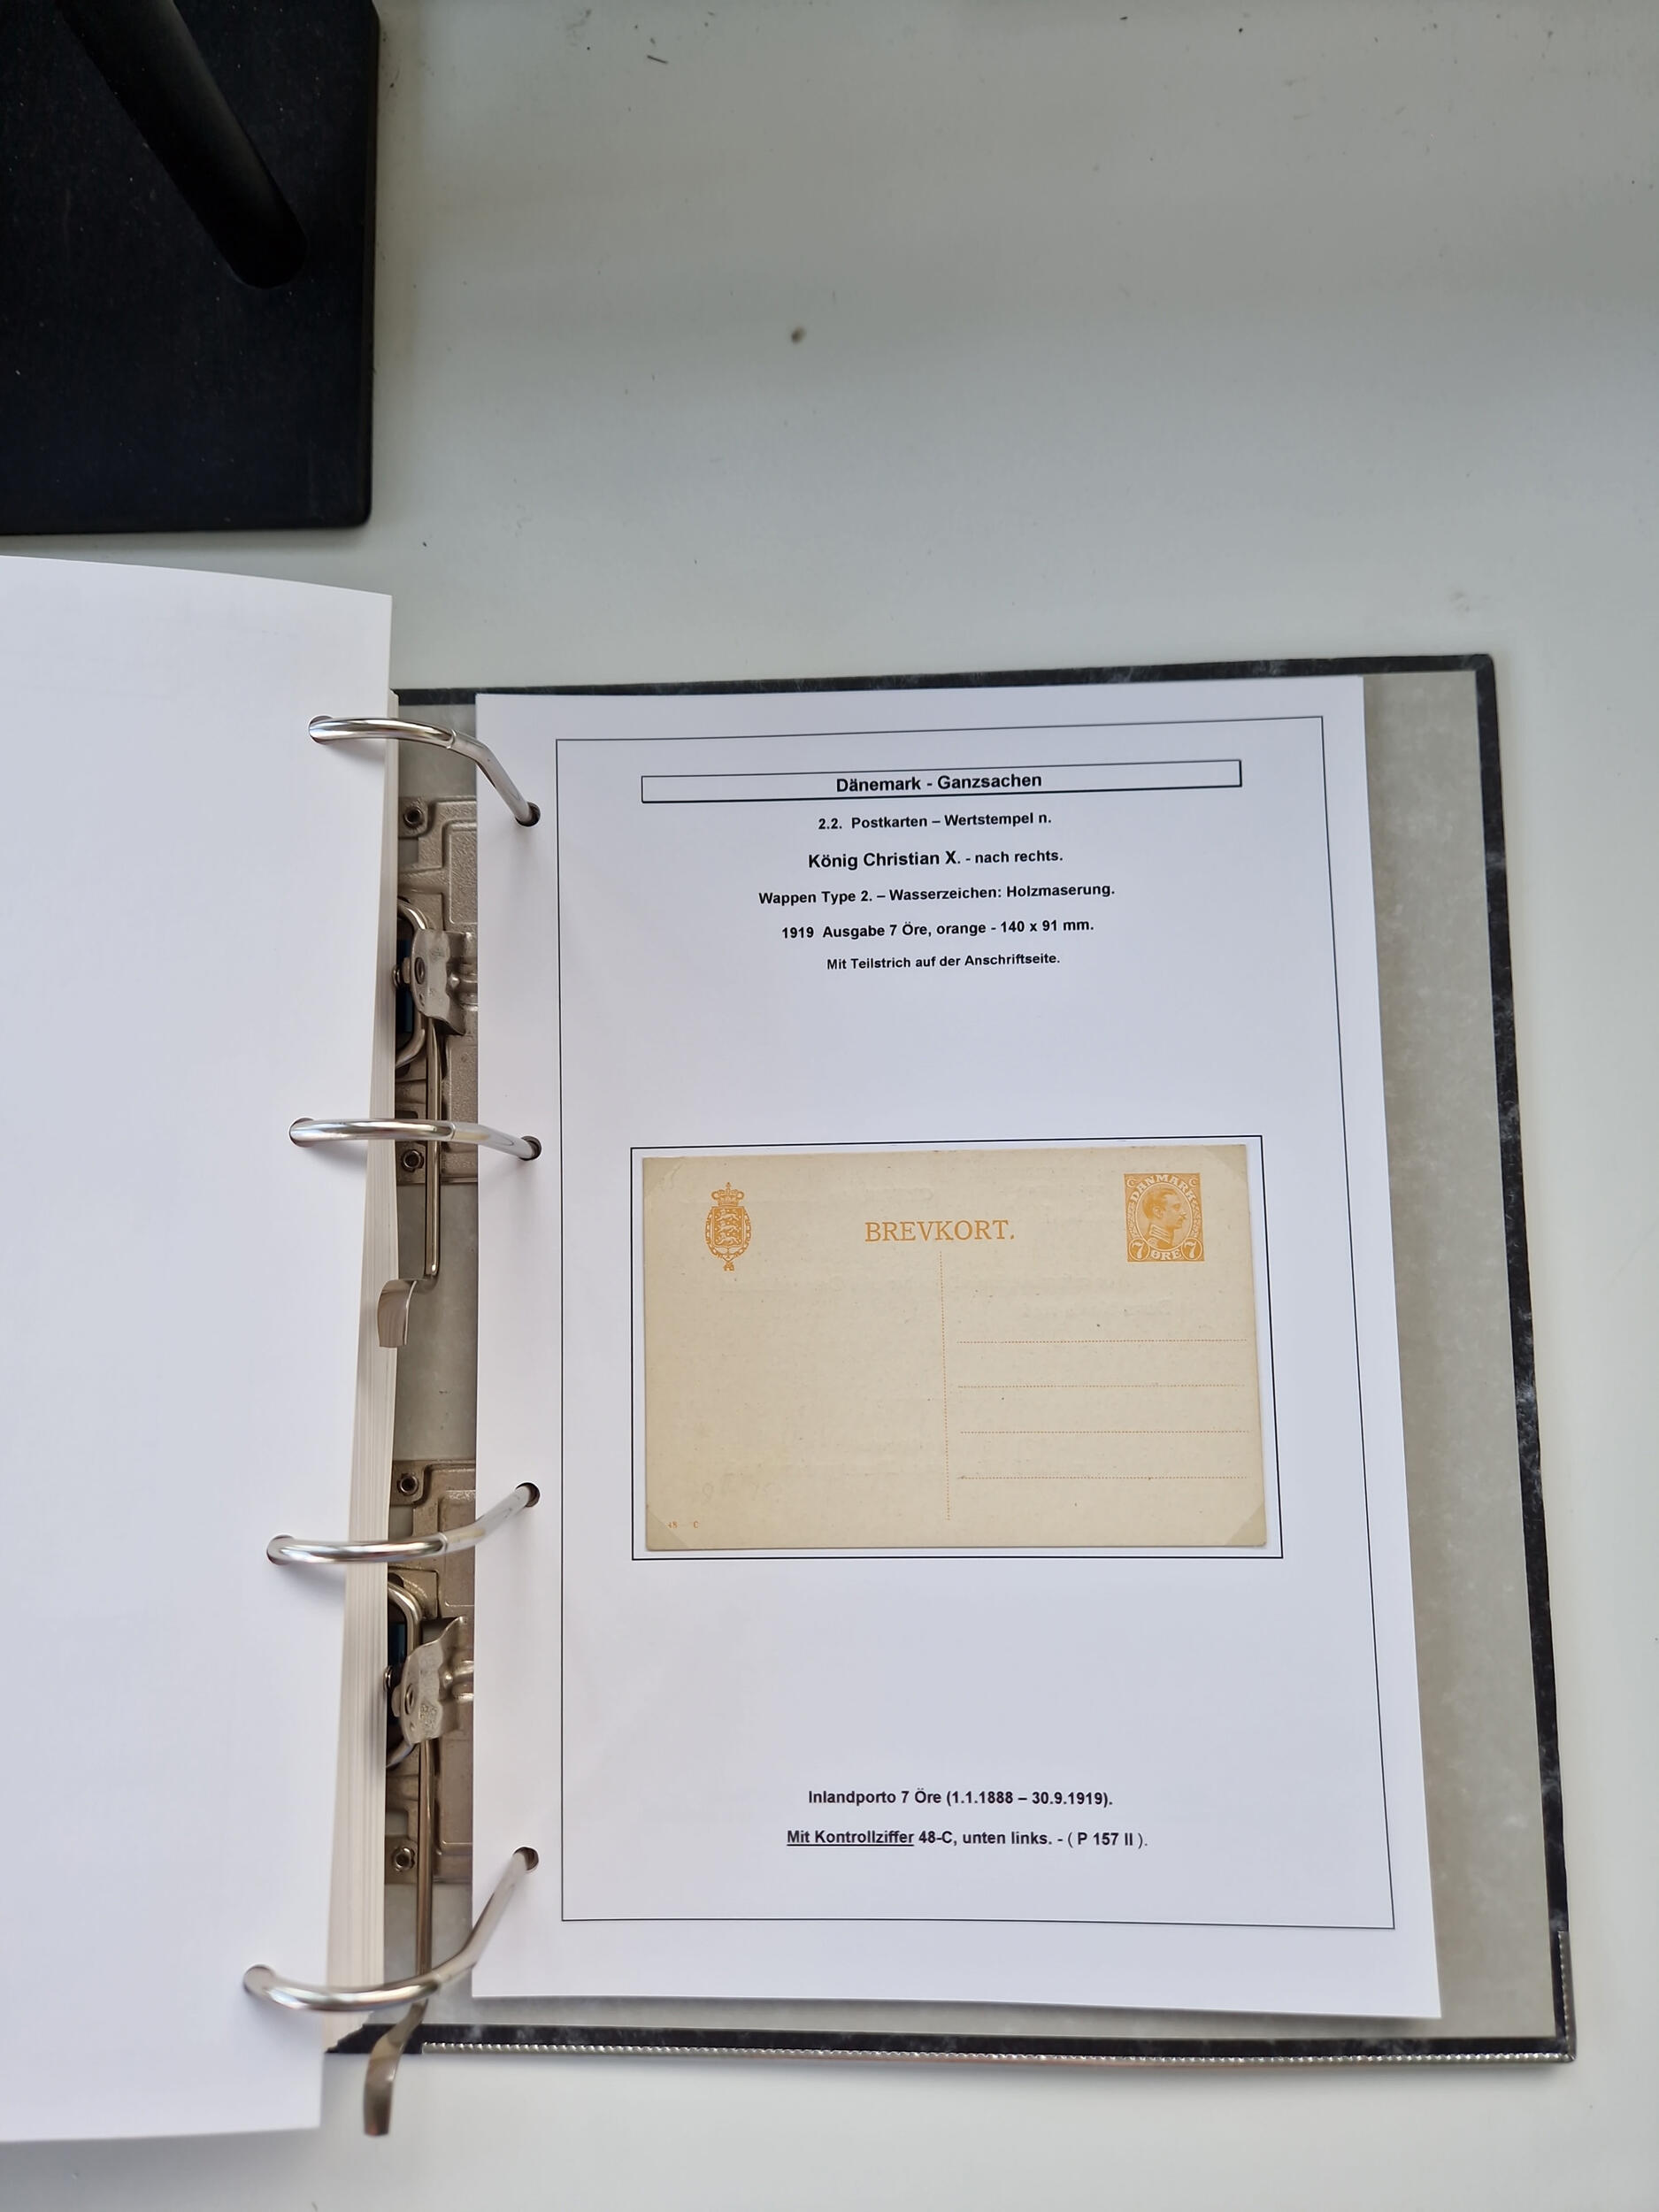 Dänemark - Ganzsachen
2.2. Postkarten – Wertstempel n.
König Christian X. - nach rechts.
Wappen Type 2. – Wasserzeichen: Holzmaserung.
1919 Ausgabe 7 Öre, orange - 140 x 91 mm.
Mit Teilstrich auf der Anschriftseite.
DANMARK
BREVKORT.
7 ØRE 7
48 C
Inlandporto 7 Öre (1.1.1888 – 30.9.1919).
Mit Kontrollziffer 48-C, unten links. - ( P 157 II ).